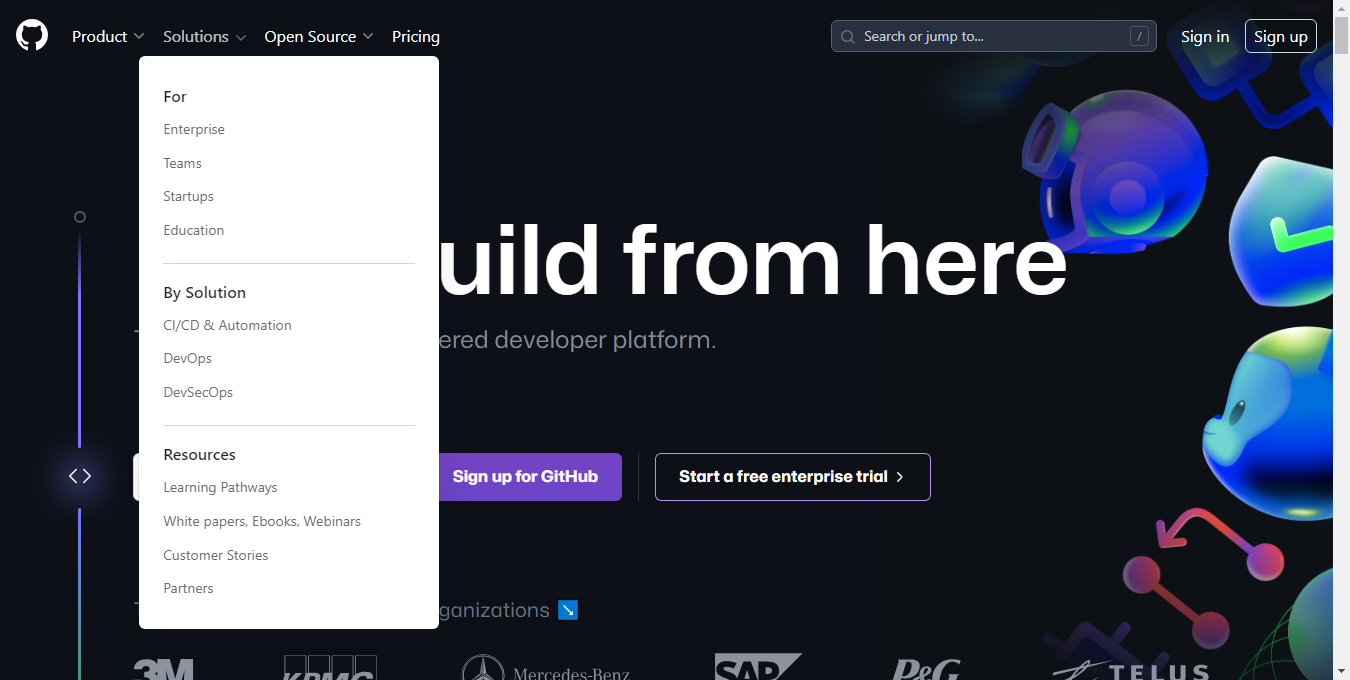 Product Solutions Open Source Pricing Search or jump to... / Sign in Sign up
For
Enterprise
Teams
Startups
Education
By Solution
CI/CD & Automation
DevOps
DevSecOps
Resources
Learning Pathways
White papers, Ebooks, Webinars
Customer Stories
Partners
uild from here
ered developer platform.
Sign up for GitHub Start a free enterprise trial
ganizations
3M KPMG Mercedes-Benz SAP P&G TELUS